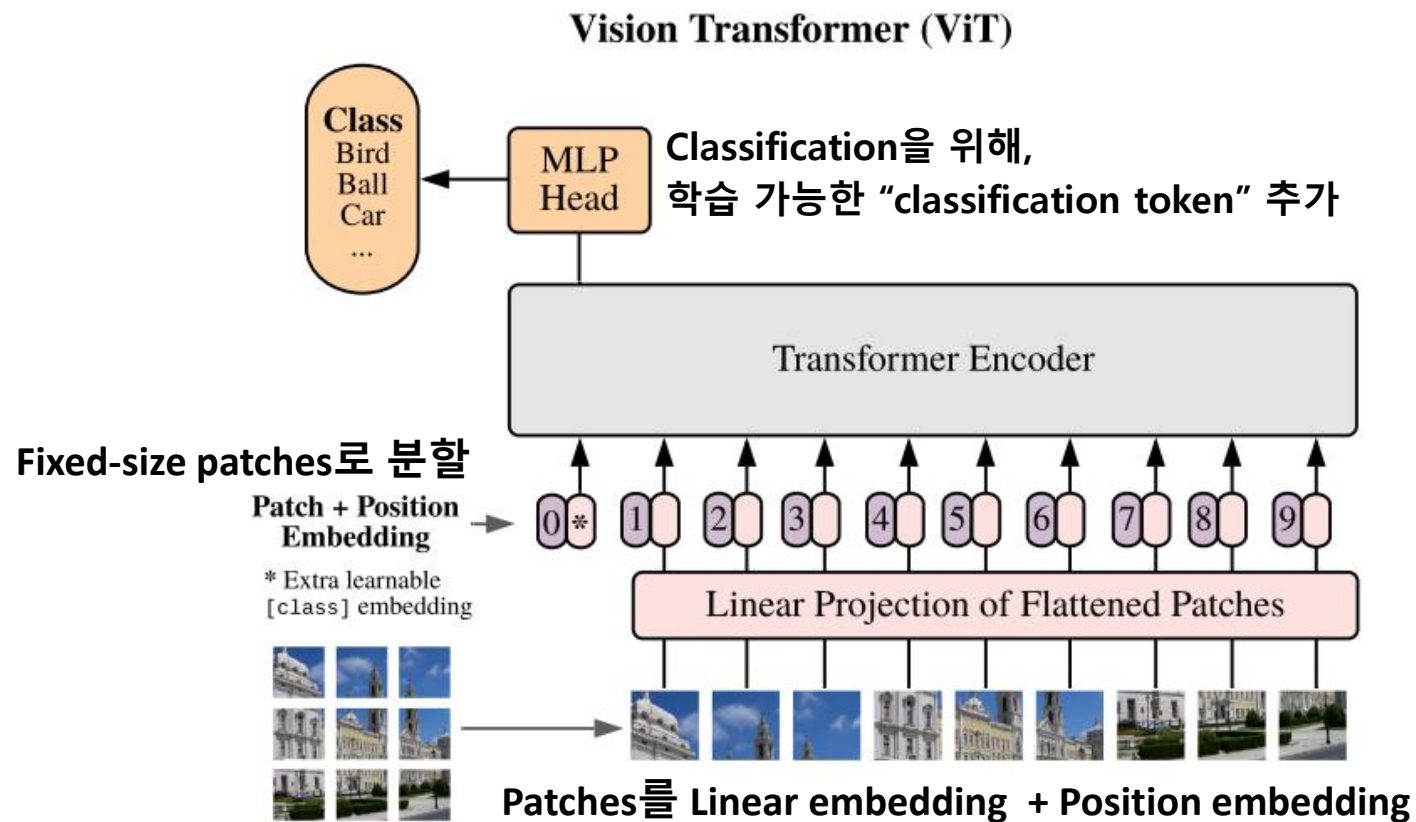 Vision Transformer (ViT)
Class
Bird
Ball
Car
...
MLP
Head
Classification을 위해,
학습 가능한 “classification token” 추가
Transformer Encoder
Fixed-size patches로 분할
Patch + Position
Embedding
0 * 1 2 3 4 5 6 7 8 9
* Extra learnable
[class] embedding
Linear Projection of Flattened Patches
Patches를 Linear embedding + Position embedding